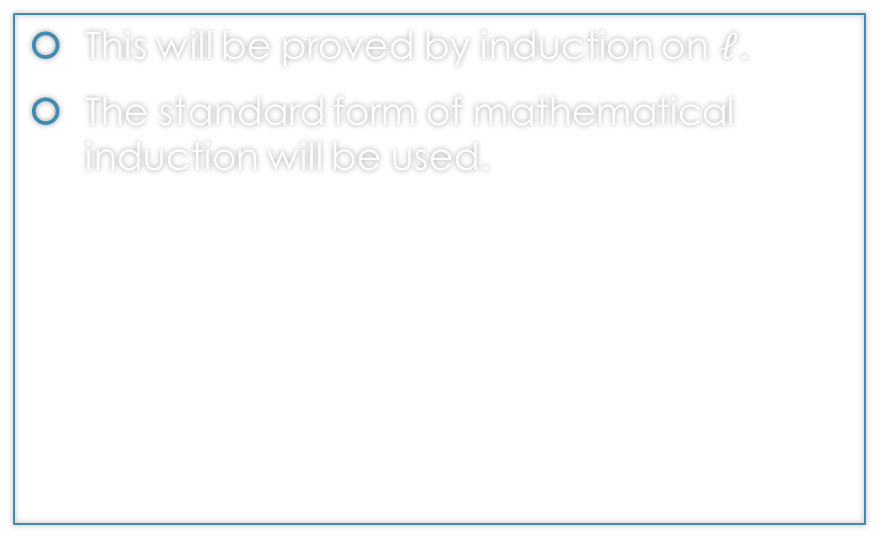 This will be proved by induction on ℓ.
The standard form of mathematical
induction will be used.